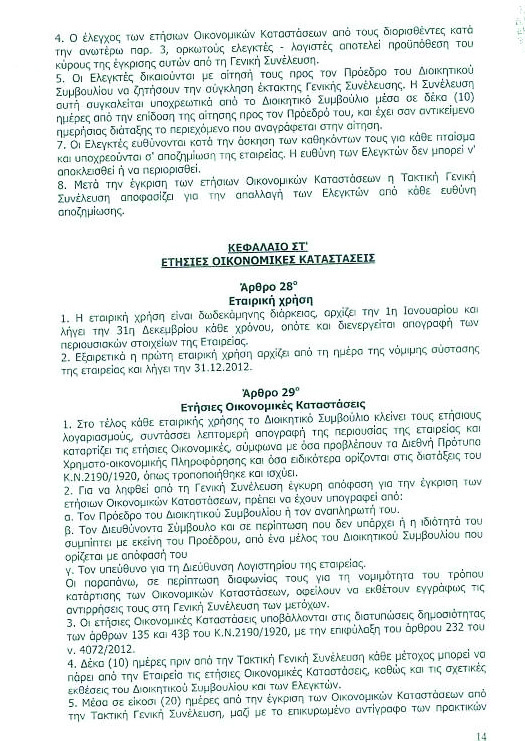 4. Ο έλεγχος των ετήσιων Οικονομικών Καταστάσεων από τους διορισθέντες κατά
την ανωτέρω παρ. 3, ορκωτούς ελεγκτές - λογιστές αποτελεί προϋπόθεση του
κύρους της έγκρισης αυτών από τη Γενική Συνέλευση.
5. Οι Ελεγκτές δικαιούνται με αίτησή τους προς τον Πρόεδρο του Διοικητικού
Συμβουλίου να ζητήσουν την σύγκληση έκτακτης Γενικής Συνέλευσης. Η Συνέλευση
αυτή συγκαλείται υποχρεωτικά από το Διοικητικό Συμβούλιο μέσα σε δέκα (10)
ημέρες από την επίδοση της αίτησης προς τον Πρόεδρό του, και έχει σαν αντικείμενο
ημερήσιας διάταξης το περιεχόμενο που αναγράφεται στην αίτηση.
7. Οι Ελεγκτές ευθύνονται κατά την άσκηση των καθηκόντων τους για κάθε πταίσμα
και υποχρεούνται σ' αποζημίωση της εταιρείας. Η ευθύνη των Ελεγκτών δεν μπορεί ν'
αποκλεισθεί ή να περιορισθεί.
8. Μετά την έγκριση των ετήσιων Οικονομικών Καταστάσεων η Τακτική Γενική
Συνέλευση αποφασίζει για την απαλλαγή των Ελεγκτών από κάθε ευθύνη
αποζημίωσης.
ΚΕΦΑΛΑΙΟ ΣΤ'
ΕΤΗΣΙΕΣ ΟΙΚΟΝΟΜΙΚΕΣ ΚΑΤΑΣΤΑΣΕΙΣ
Άρθρο 28°
Εταιρική χρήση
1. Η εταιρική χρήση είναι δωδεκάμηνης διάρκειας, αρχίζει την 1η Ιανουαρίου και
λήγει την 31η Δεκεμβρίου κάθε χρόνου, οπότε και διενεργείται απογραφή των
περιουσιακών στοιχείων της Εταιρείας.
2. Εξαιρετικά η πρώτη εταιρική χρήση αρχίζει από τη ημέρα της νόμιμης σύστασης
της εταιρείας και λήγει την 31.12.2012.
Άρθρο 29°
Ετήσιες Οικονομικές Καταστάσεις
1. Στο τέλος κάθε εταιρικής χρήσης το Διοικητικό Συμβούλιο κλείνει τους ετήσιους
λογαριασμούς, συντάσσει λεπτομερή απογραφή της περιουσίας της εταιρείας και
καταρτίζει τις ετήσιες Οικονομικές, σύμφωνα με όσα προβλέπουν τα Διεθνή Πρότυπα
Χρηματο-οικονομικής Πληροφόρησης και όσα ειδικότερα ορίζονται στις διατάξεις του
Κ.Ν.2190/1920, όπως τροποποιήθηκε και ισχύει.
2. Για να ληφθεί από τη Γενική Συνέλευση έγκυρη απόφαση για την έγκριση των
ετήσιων Οικονομικών Καταστάσεων, πρέπει να έχουν υπογραφεί από:
α. Τον Πρόεδρο του Διοικητικού Συμβουλίου ή τον αναπληρωτή του.
β. Τον Διευθύνοντα Σύμβουλο και σε περίπτωση που δεν υπάρχει ή η ιδιότητά του
συμπίπτει με εκείνη του Προέδρου, από ένα μέλος του Διοικητικού Συμβουλίου που
ορίζεται με απόφασή του
γ. Τον υπεύθυνο για τη Διεύθυνση Λογιστηρίου της εταιρείας.
Οι παραπάνω, σε περίπτωση διαφωνίας τους για τη νομιμότητα του τρόπου
κατάρτισης των Οικονομικών Καταστάσεων, οφείλουν να εκθέτουν εγγράφως τις
αντιρρήσεις τους στη Γενική Συνέλευση των μετόχων.
3. Οι ετήσιες Οικονομικές Καταστάσεις υποβάλλονται στις διατυπώσεις δημοσιότητας
των άρθρων 135 και 43β του Κ.Ν.2190/1920, με την επιφύλαξη του άρθρου 232 του
ν. 4072/2012.
4. Δέκα (10) ημέρες πριν από την Τακτική Γενική Συνέλευση κάθε μέτοχος μπορεί να
πάρει από την Εταιρεία τις ετήσιες Οικονομικές Καταστάσεις, καθώς και τις σχετικές
εκθέσεις του Διοικητικού Συμβουλίου και των Ελεγκτών.
5. Μέσα σε είκοσι (20) ημέρες από την έγκριση των Οικονομικών Καταστάσεων από
την Τακτική Γενική Συνέλευση, μαζί με το επικυρωμένο αντίγραφο των πρακτικών
14